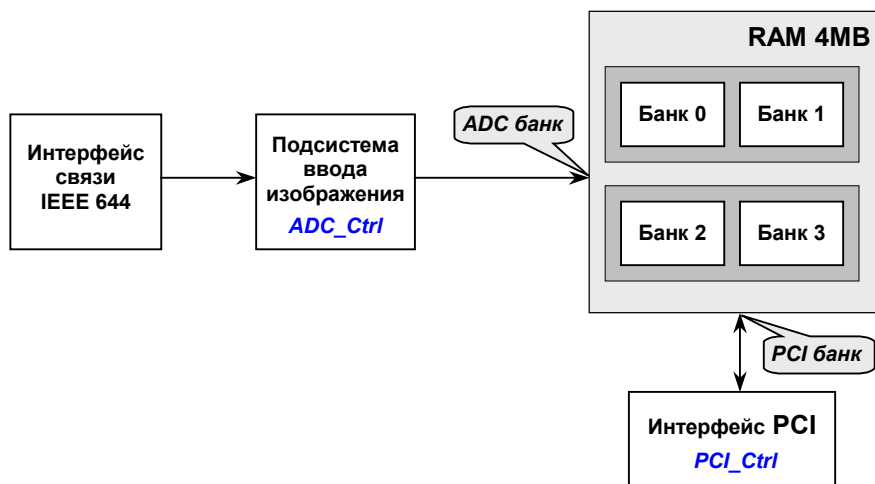 RAM 4MB
Банк 0
Банк 1
ADC банк
Интерфейс
связи
IEEE 644
Подсистема
ввода
изображения
ADC_Ctrl
Банк 2
Банк 3
PCI банк
Интерфейс PCI
PCI_Ctrl